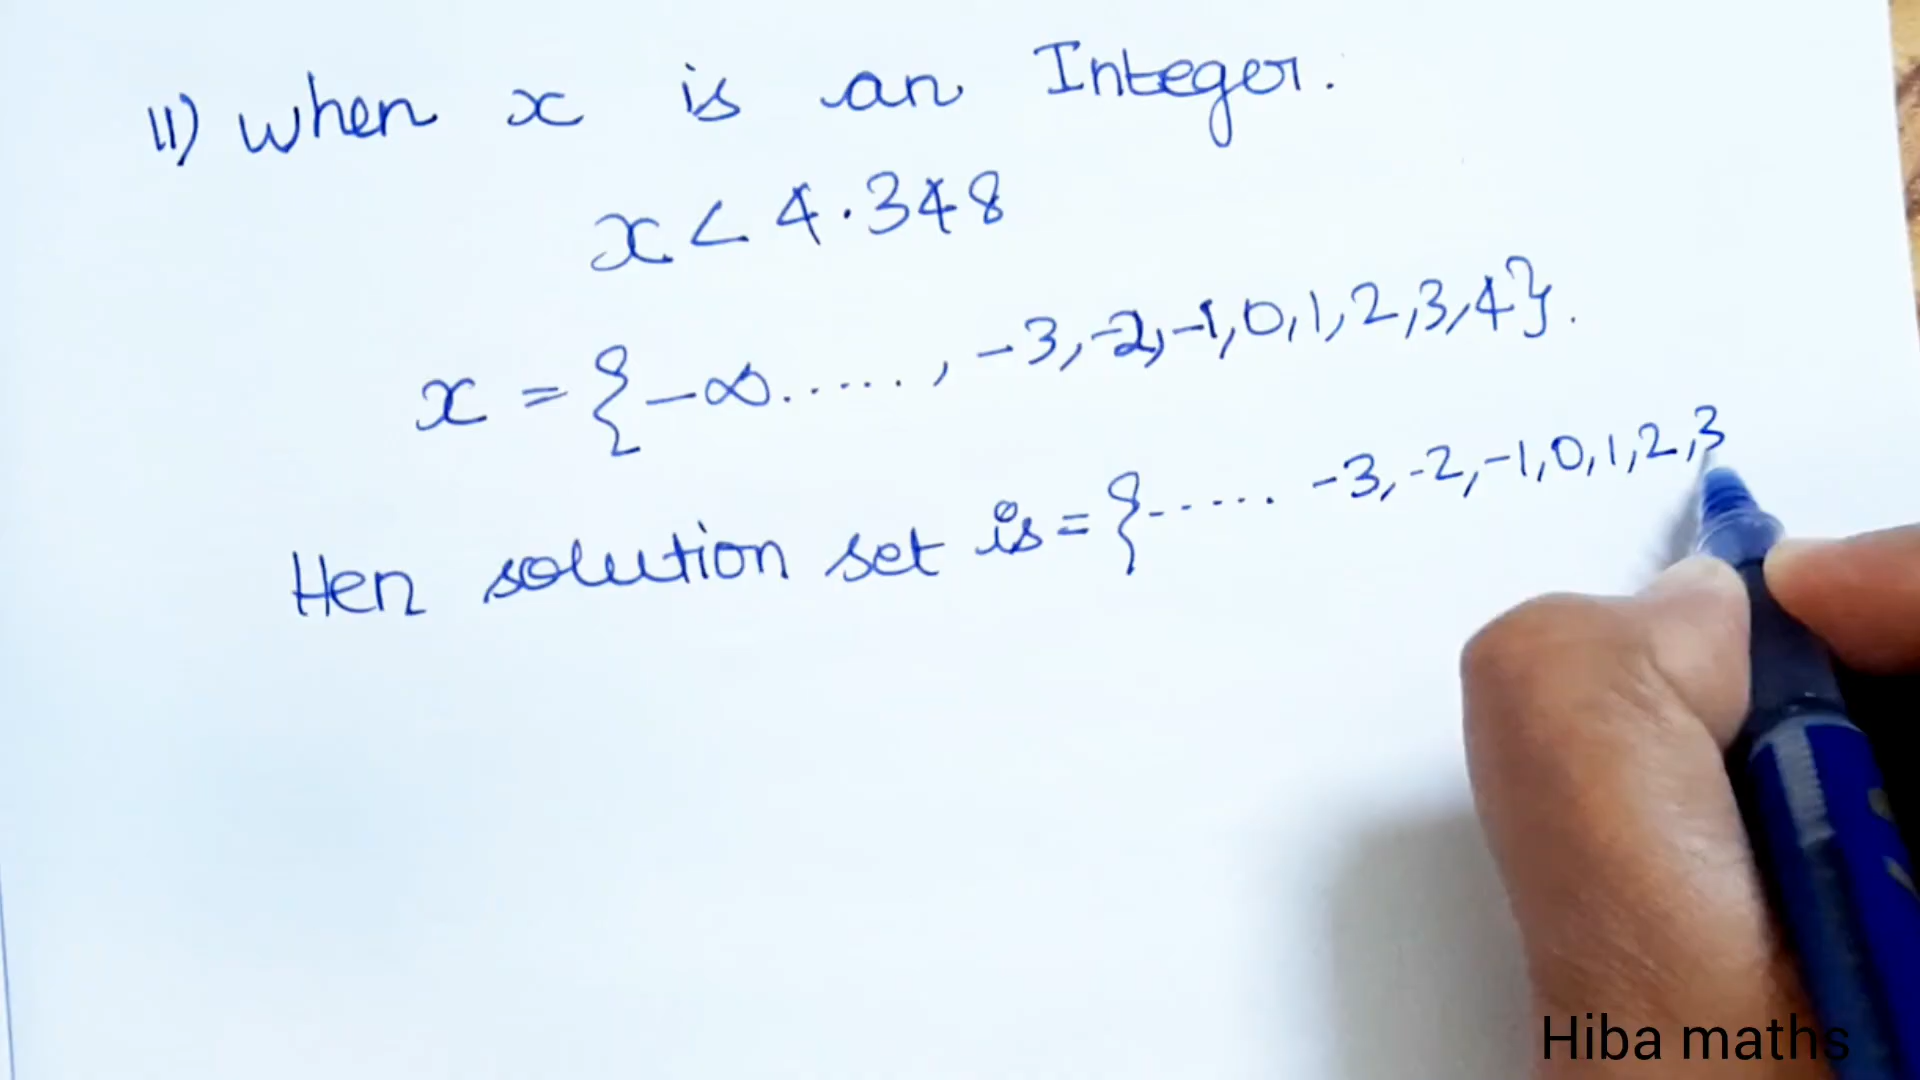 11) when x is an Integer.
x < 4.348
x = {-∞....., -3,-2,-1,0,1,2,3,4}.
Hen solution set is = {..... -3,-2,-1,0,1,2,3
Hiba maths